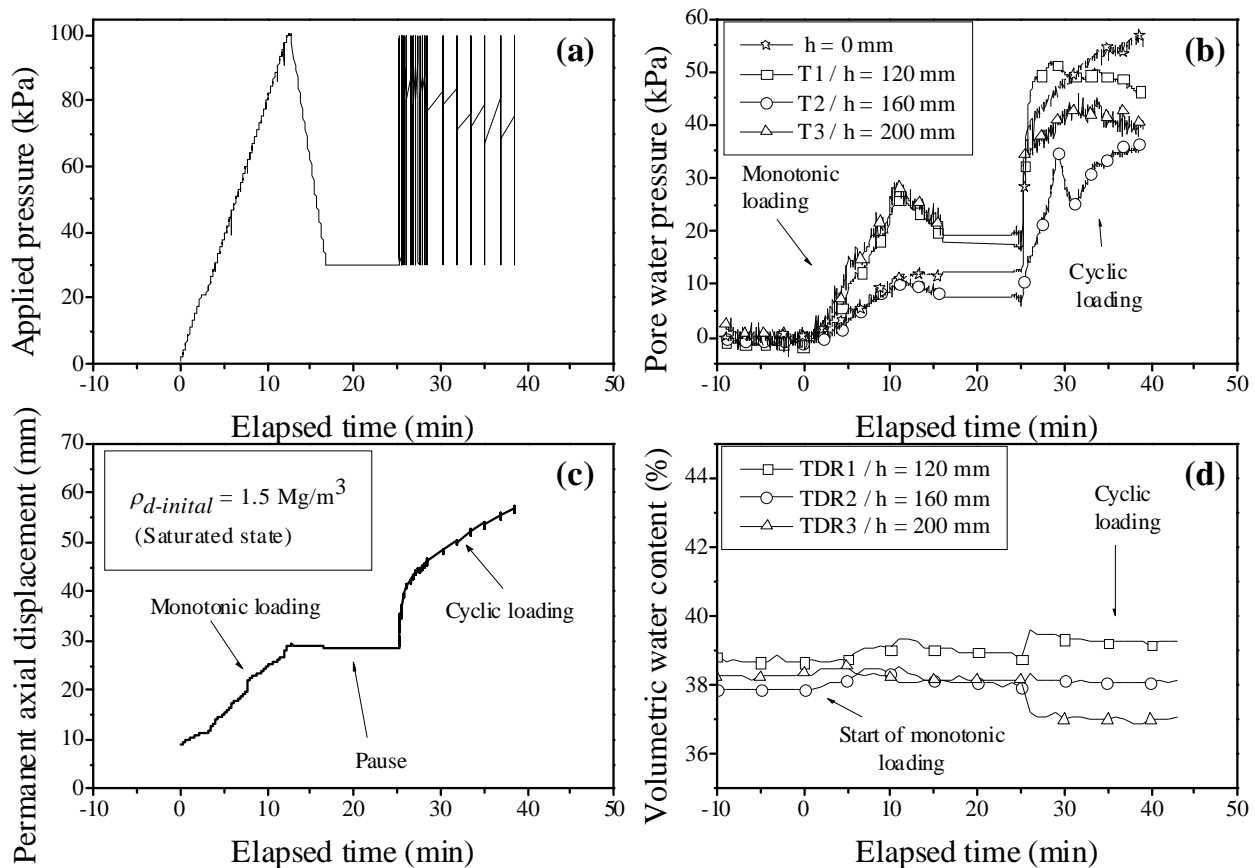 (a)
100
80
60
40
20
0
Applied pressure (kPa)
-10 0 10 20 30 40 50
Elapsed time (min)
(b)
h = 0 mm
T1 / h = 120 mm
T2 / h = 160 mm
T3 / h = 200 mm
Monotonic
loading
Cyclic
loading
60
50
40
30
20
10
0
Pore water pressure (kPa)
-10 0 10 20 30 40 50
Elapsed time (min)
(c)
ρd-inital = 1.5 Mg/m3
(Saturated state)
Monotonic loading
Cyclic loading
Pause
70
60
50
40
30
20
10
0
Permanent axial displacement (mm)
-10 0 10 20 30 40 50
Elapsed time (min)
(d)
TDR1 / h = 120 mm
TDR2 / h = 160 mm
TDR3 / h = 200 mm
Cyclic
loading
Start of monotonic
loading
44
42
40
38
36
Volumetric water content (%)
-10 0 10 20 30 40 50
Elapsed time (min)